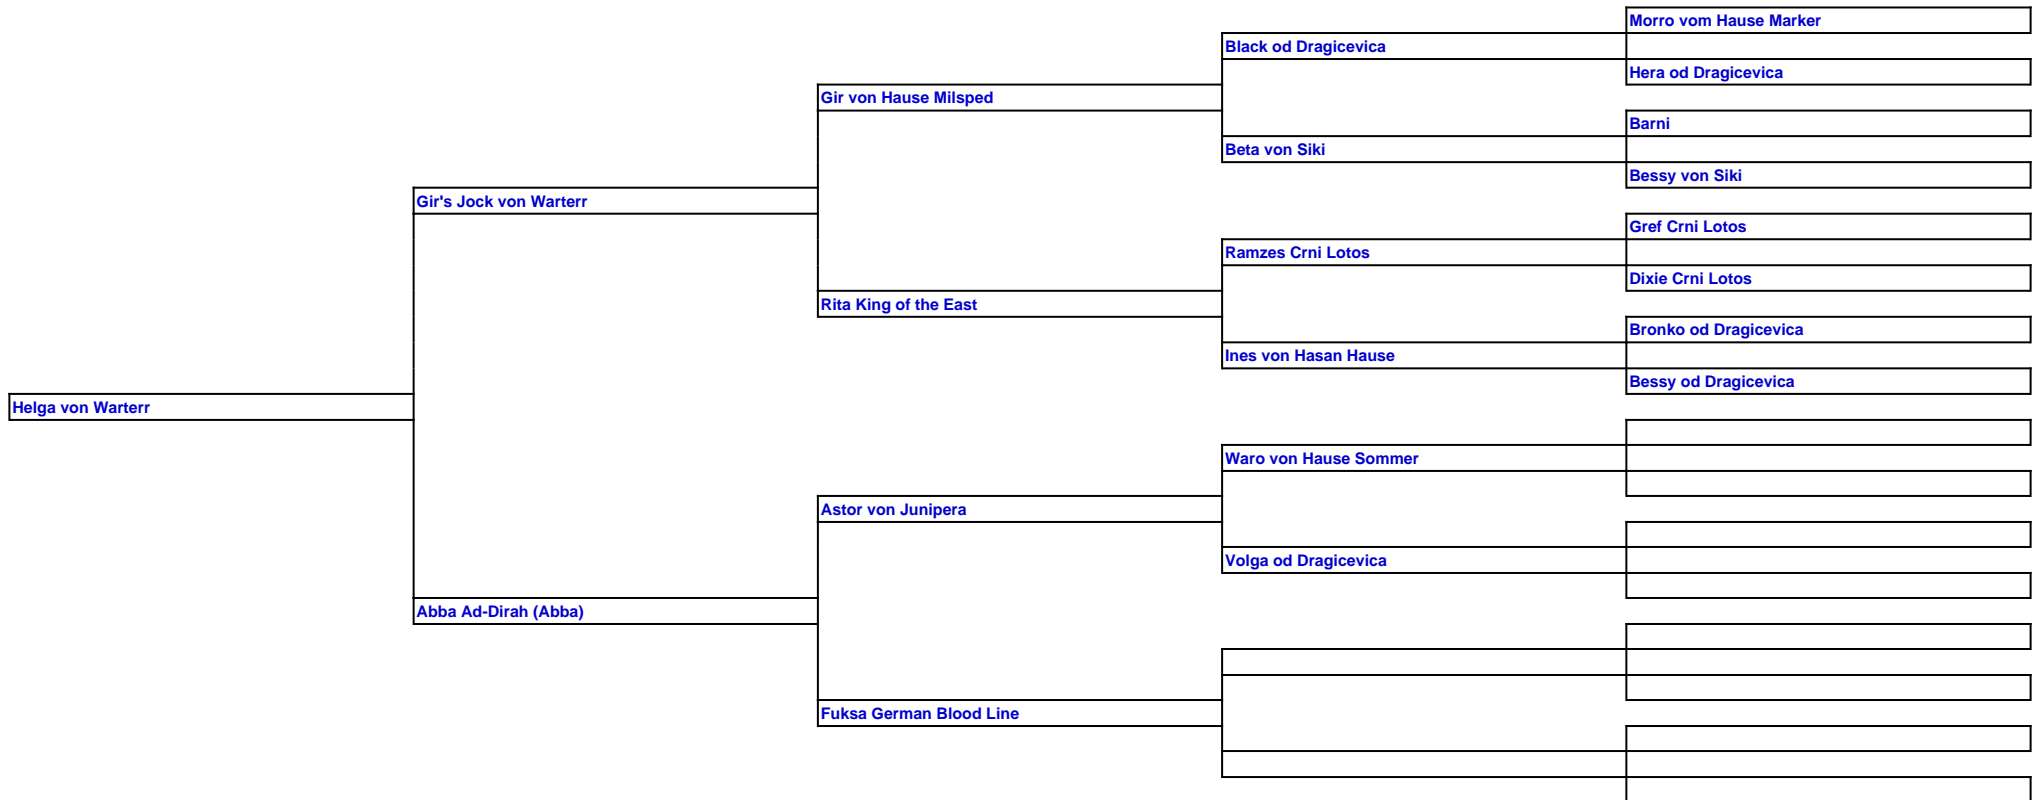 Morro vom Hause Marker
Black od Dragicevica
Hera od Dragicevica
Gir von Hause Milsped
Barni
Beta von Siki
Bessy von Siki
Gir's Jock von Warterr
Gref Crni Lotos
Ramzes Crni Lotos
Dixie Crni Lotos
Rita King of the East
Bronko od Dragicevica
Ines von Hasan Hause
Bessy od Dragicevica
Helga von Warterr
Waro von Hause Sommer
Astor von Junipera
Volga od Dragicevica
Abba Ad-Dirah (Abba)
Fuksa German Blood Line